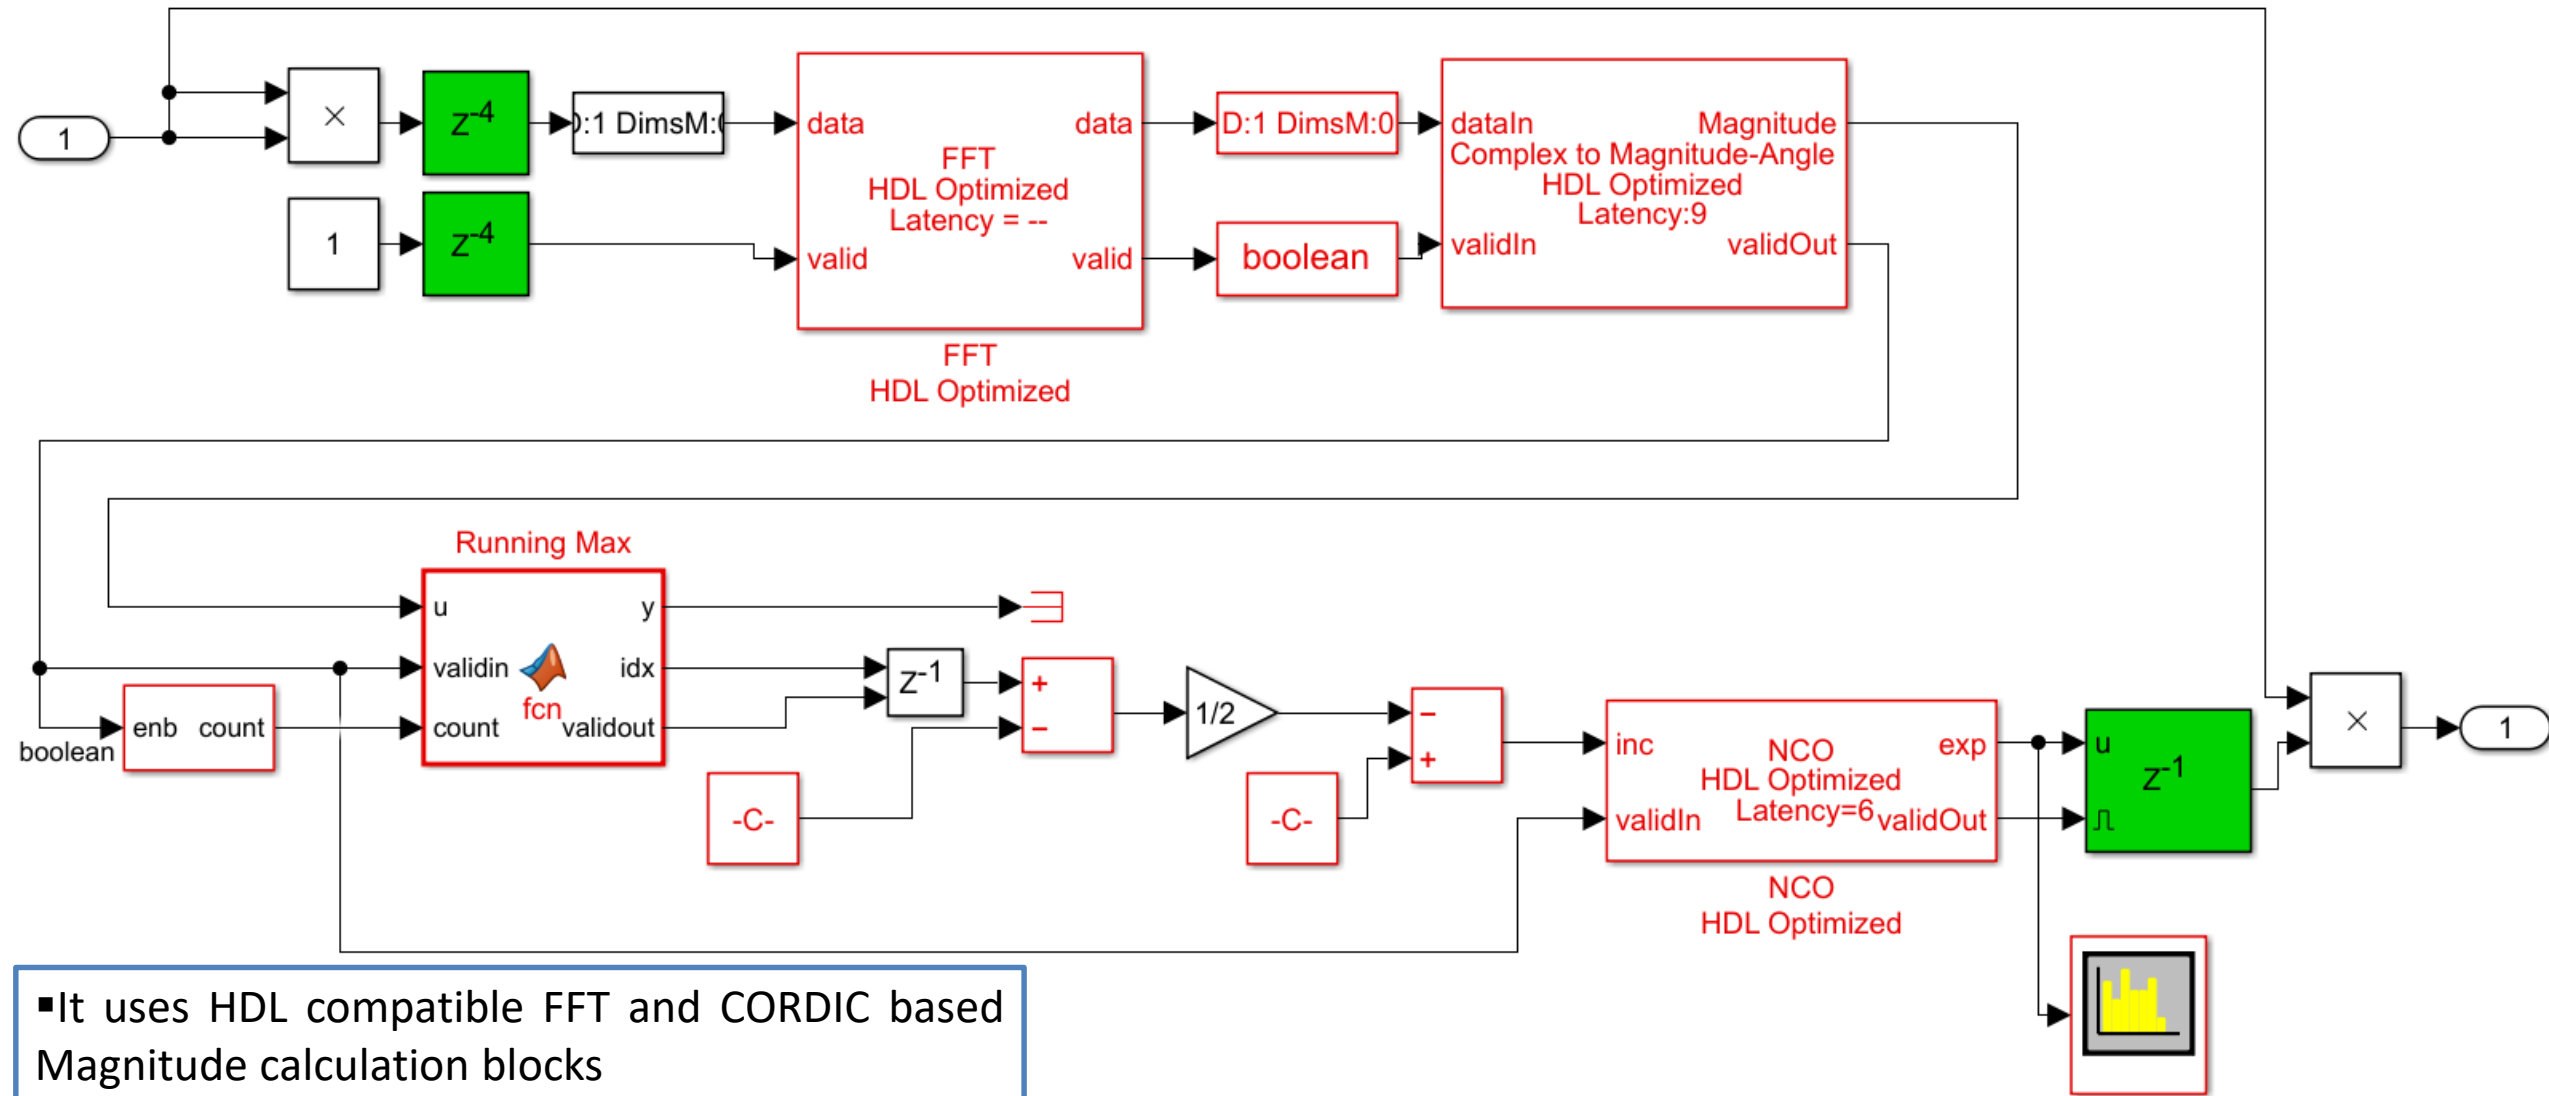 1
×
z-4
D:1 DimsM:0
1
z-4
data
valid
FFT
HDL Optimized
Latency = --
data
valid
FFT
HDL Optimized
D:1 DimsM:0
boolean
dataIn
validIn
Magnitude
Complex to Magnitude-Angle
HDL Optimized
Latency:9
validOut
Running Max
u
validin
count
fcn
y
idx
validout
boolean
enb count
z-1
+
−
-C-
1/2
−
+
-C-
inc
validIn
NCO
HDL Optimized
Latency=6
exp
validOut
NCO
HDL Optimized
u
z-1
×
1
▪It uses HDL compatible FFT and CORDIC based
Magnitude calculation blocks